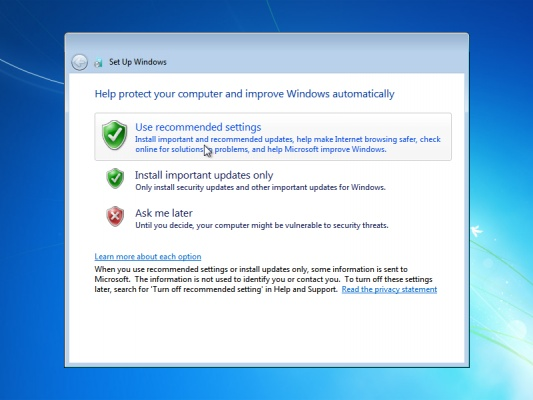 Set Up Windows
Help protect your computer and improve Windows automatically
Use recommended settings
Install important and recommended updates, help make Internet browsing safer, check
online for solutions problems, and help Microsoft improve Windows.
Install important updates only
Only install security updates and other important updates for Windows.
Ask me later
Until you decide, your computer might be vulnerable to security threats.
Learn more about each option
When you use recommended settings or install updates only, some information is sent to
Microsoft. The information is not used to identify you or contact you. To turn off these settings
later, search for 'Turn off recommended setting' in Help and Support. Read the privacy statement